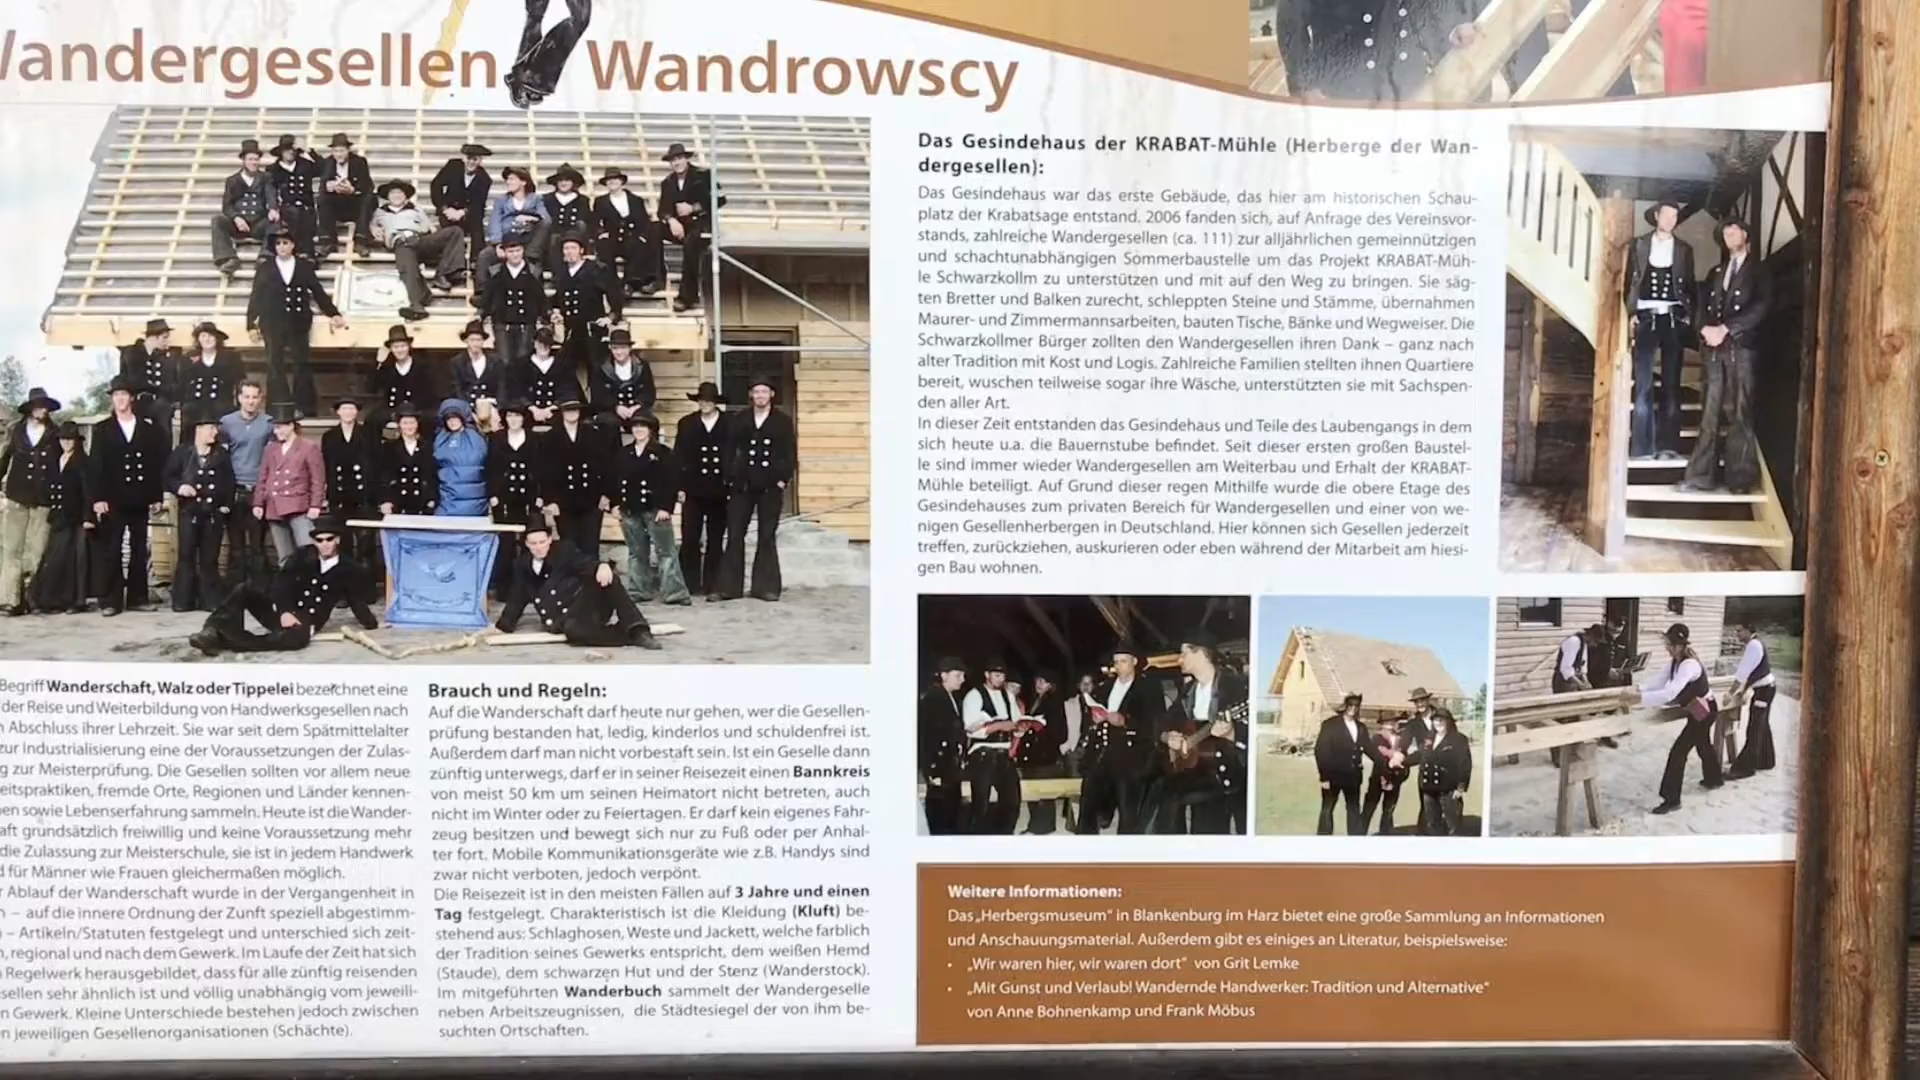 Wandergesellen Wandrowscy
Begriff Wanderschaft, Walz oder Tippelei bezeichnet eine
der Reise und Weiterbildung von Handwerksgesellen nach
Abschluss ihrer Lehrzeit. Sie war seit dem Spätmittelalter
zur Industrialisierung eine der Voraussetzungen der Zulas-
zur Meisterprüfung. Die Gesellen sollten vor allem neue
eitspraktiken, fremde Orte, Regionen und Länder kennen-
en sowie Lebenserfahrung sammeln. Heute ist die Wander-
aft grundsätzlich freiwillig und keine Voraussetzung mehr
die Zulassung zur Meisterschule, sie ist in jedem Handwerk
für Männer wie Frauen gleichermaßen möglich.
Ablauf der Wanderschaft wurde in der Vergangenheit in
– auf die innere Ordnung der Zunft speziell abgestimm-
– Artikeln/Statuten festgelegt und unterschied sich zeit-
, regional und nach dem Gewerk. Im Laufe der Zeit hat sich
Regelwerk herausgebildet, dass für alle zünftig reisenden
sellen sehr ähnlich ist und völlig unabhängig vom jeweili-
n Gewerk. Kleine Unterschiede bestehen jedoch zwischen
n jeweiligen Gesellenorganisationen (Schächte).
Brauch und Regeln:
Auf die Wanderschaft darf heute nur gehen, wer die Gesellen-
prüfung bestanden hat, ledig, kinderlos und schuldenfrei ist.
Außerdem darf man nicht vorbestaft sein. Ist ein Geselle dann
zünftig unterwegs, darf er in seiner Reisezeit einen Bannkreis
von meist 50 km um seinen Heimatort nicht betreten, auch
nicht im Winter oder zu Feiertagen. Er darf kein eigenes Fahr-
zeug besitzen und bewegt sich nur zu Fuß oder per Anhal-
ter fort. Mobile Kommunikationsgeräte wie z.B. Handys sind
zwar nicht verboten, jedoch verpönt.
Die Reisezeit ist in den meisten Fällen auf 3 Jahre und einen
Tag festgelegt. Charakteristisch ist die Kleidung (Kluft) be-
stehend aus: Schlaghosen, Weste und Jackett, welche farblich
der Tradition seines Gewerks entspricht, dem weißen Hemd
(Staude), dem schwarzen Hut und der Stenz (Wanderstock).
Im mitgeführten Wanderbuch sammelt der Wandergeselle
neben Arbeitszeugnissen, die Städtesiegel der von ihm be-
suchten Ortschaften.
Das Gesindehaus der KRABAT-Mühle (Herberge der Wan-
dergesellen):
Das Gesindehaus war das erste Gebäude, das hier am historischen Schau-
platz der Krabatsage entstand. 2006 fanden sich, auf Anfrage des Vereinsvor-
stands, zahlreiche Wandergesellen (ca. 111) zur alljährlichen gemeinnützigen
und schachtunabhängigen Sommerbaustelle um das Projekt KRABAT-Müh-
le Schwarzkollm zu unterstützen und mit auf den Weg zu bringen. Sie säg-
ten Bretter und Balken zurecht, schleppten Steine und Stämme, übernahmen
Maurer- und Zimmermannsarbeiten, bauten Tische, Bänke und Wegweiser. Die
Schwarzkollmer Bürger zollten den Wandergesellen ihren Dank – ganz nach
alter Tradition mit Kost und Logis. Zahlreiche Familien stellten ihnen Quartiere
bereit, wuschen teilweise sogar ihre Wäsche, unterstützten sie mit Sachspen-
den aller Art.
In dieser Zeit entstanden das Gesindehaus und Teile des Laubengangs in dem
sich heute u.a. die Bauernstube befindet. Seit dieser ersten großen Baustel-
le sind immer wieder Wandergesellen am Weiterbau und Erhalt der KRABAT-
Mühle beteiligt. Auf Grund dieser regen Mithilfe wurde die obere Etage des
Gesindehauses zum privaten Bereich für Wandergesellen und einer von we-
nigen Gesellenherbergen in Deutschland. Hier können sich Gesellen jederzeit
treffen, zurückziehen, auskurieren oder eben während der Mitarbeit am hiesi-
gen Bau wohnen.
Weitere Informationen:
Das „Herbergsmuseum" in Blankenburg im Harz bietet eine große Sammlung an Informationen
und Anschauungsmaterial. Außerdem gibt es einiges an Literatur, beispielsweise:
• „Wir waren hier, wir waren dort" von Grit Lemke
• „Mit Gunst und Verlaub! Wandernde Handwerker: Tradition und Alternative"
von Anne Bohnenkamp und Frank Möbus